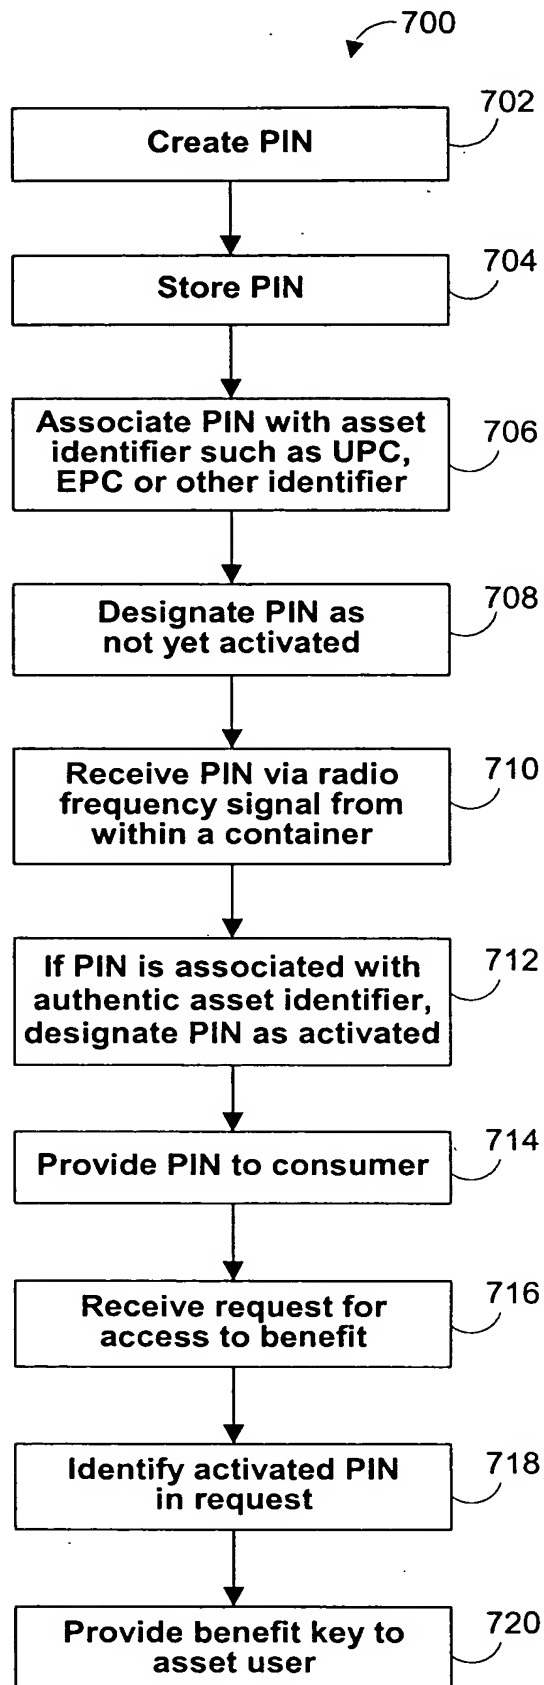 700
702
Create PIN
704
Store PIN
706
Associate PIN with asset
identifier such as UPC,
EPC or other identifier
708
Designate PIN as
not yet activated
710
Receive PIN via radio
frequency signal from
within a container
712
If PIN is associated with
authentic asset identifier,
designate PIN as activated
714
Provide PIN to consumer
716
Receive request for
access to benefit
718
Identify activated PIN
in request
720
Provide benefit key to
asset user